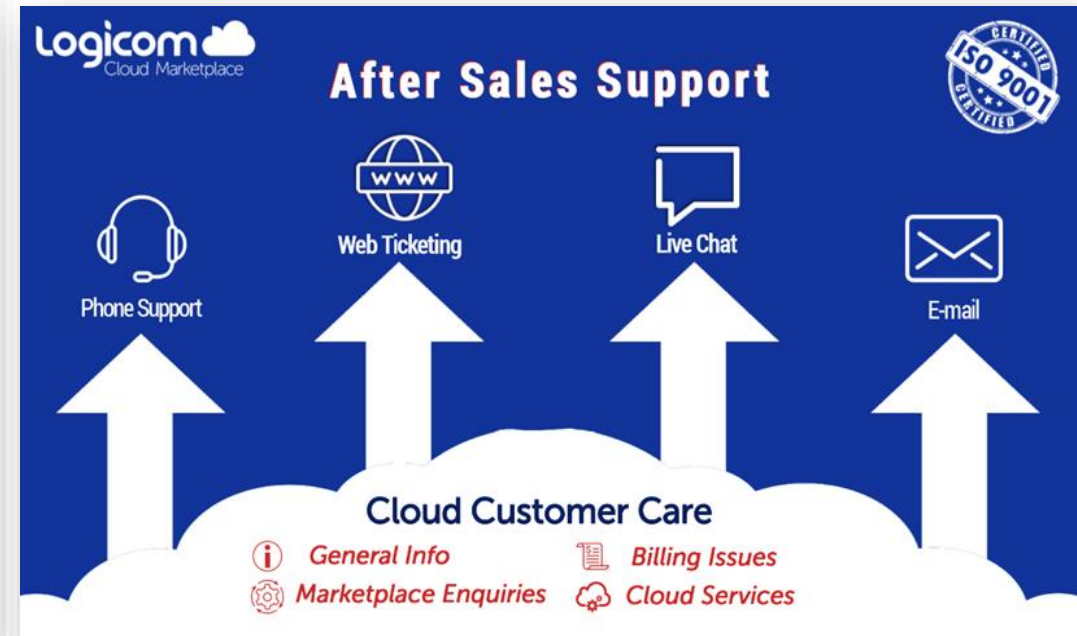 Logicom
Cloud Marketplace
After Sales Support
CERTIFIED
ISO 9001
CERTIFIED
www
Web Ticketing
Live Chat
Phone Support
E-mail
Cloud Customer Care
General Info
Billing Issues
Marketplace Enquiries
Cloud Services